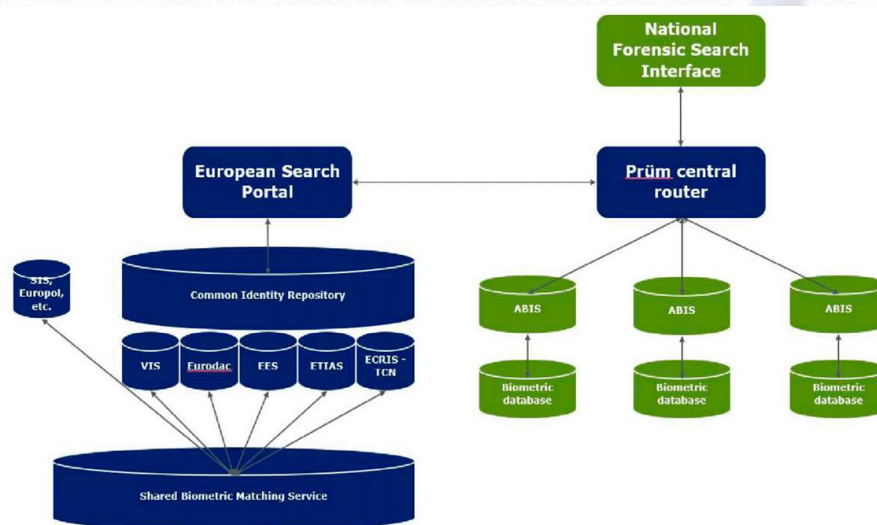 National
Forensic Search
Interface
European Search
Portal
Prüm central
router
SIS,
Europol,
etc.
Common Identity Repository
ABIS
ABIS
ABIS
VIS
Eurodac
EES
ETIAS
ECRIS -
TCN
Biometric
database
Biometric
database
Biometric
database
Shared Biometric Matching Service